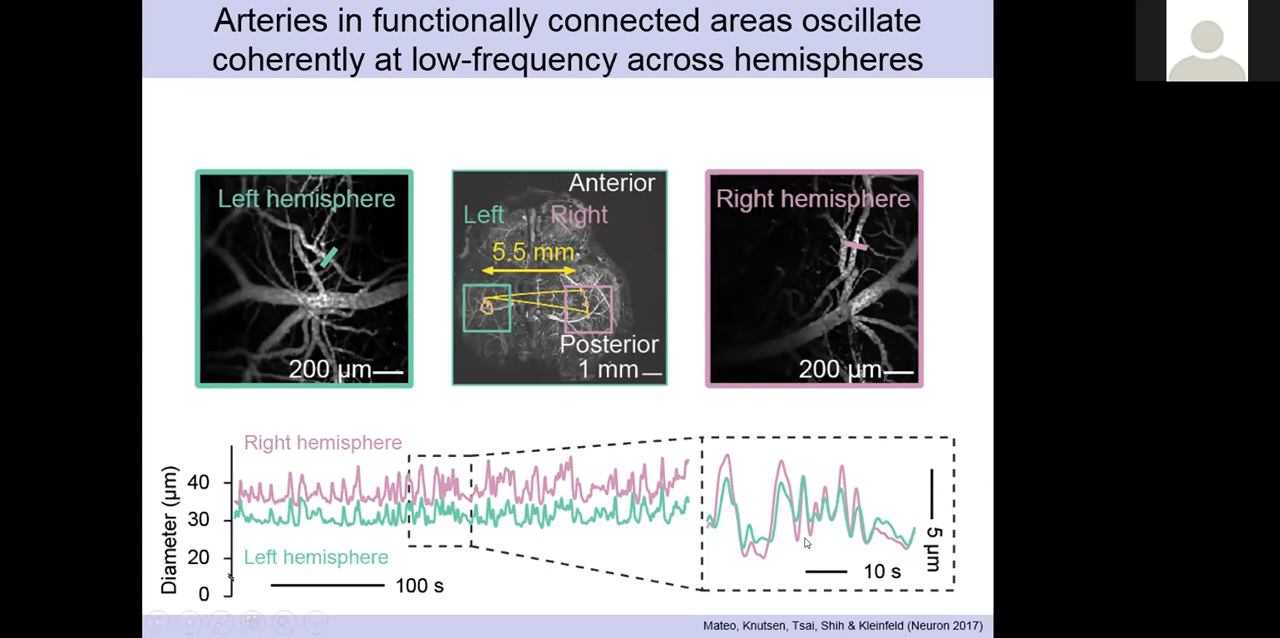 Arteries in functionally connected areas oscillate
coherently at low-frequency across hemispheres
Left hemisphere
200 µm
Anterior
Left Right
5.5 mm
Posterior
1 mm
Right hemisphere
200 µm
Right hemisphere
Diameter (µm)
40
30
20
0
Left hemisphere
100 s
5 µm
10 s
Mateo, Knutsen, Tsai, Shih & Kleinfeld (Neuron 2017)